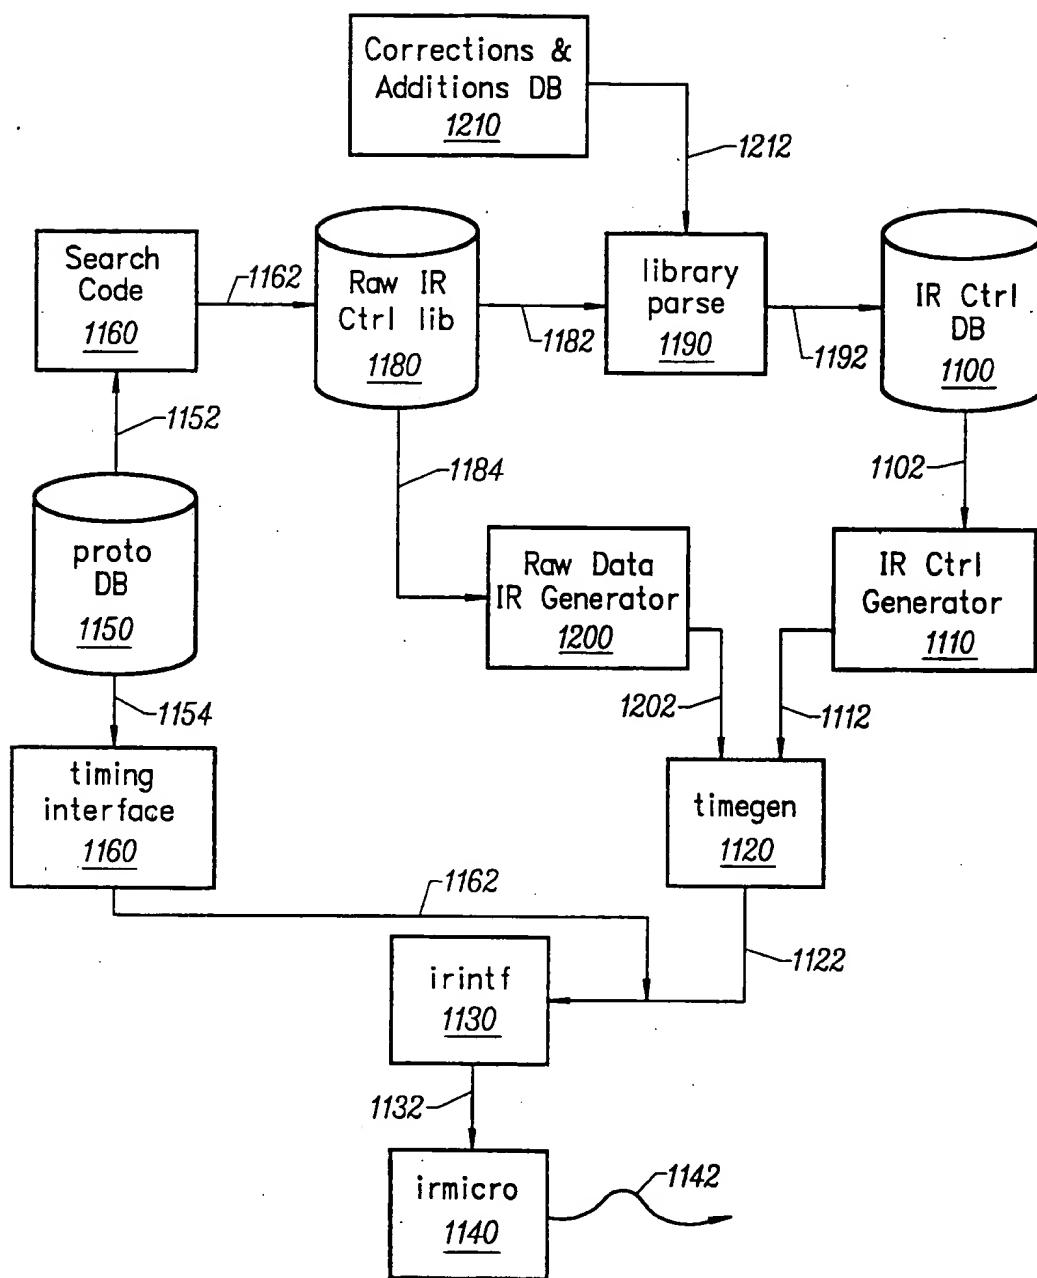 Corrections &
Additions DB
1210
1212
Search
Code
1160
1162
Raw IR
Ctrl lib
1180
1182
library
parse
1190
1192
IR Ctrl
DB
1100
1152
1184
1102
proto
DB
1150
Raw Data
IR Generator
1200
IR Ctrl
Generator
1110
1154
1202
1112
timing
interface
1160
timegen
1120
1162
1122
irintf
1130
1132
irmicro
1140
1142